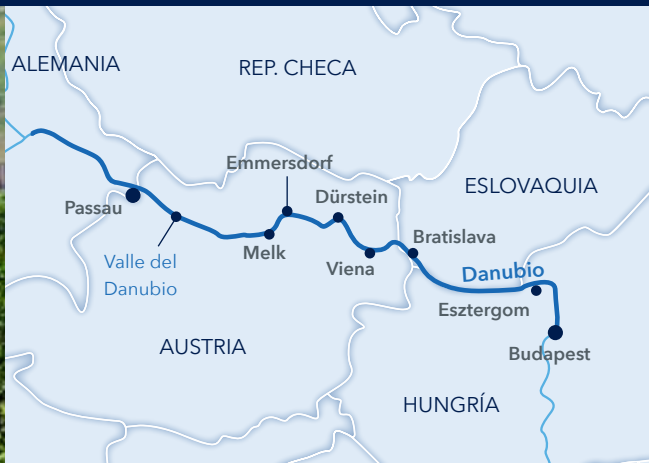 ALEMANIA
REP. CHECA
Emmersdorf
ESLOVAQUIA
Dürstein
Passau
Bratislava
Melk
Valle del
Danubio
Viena
Danubio
Esztergom
AUSTRIA
Budapest
HUNGRÍA